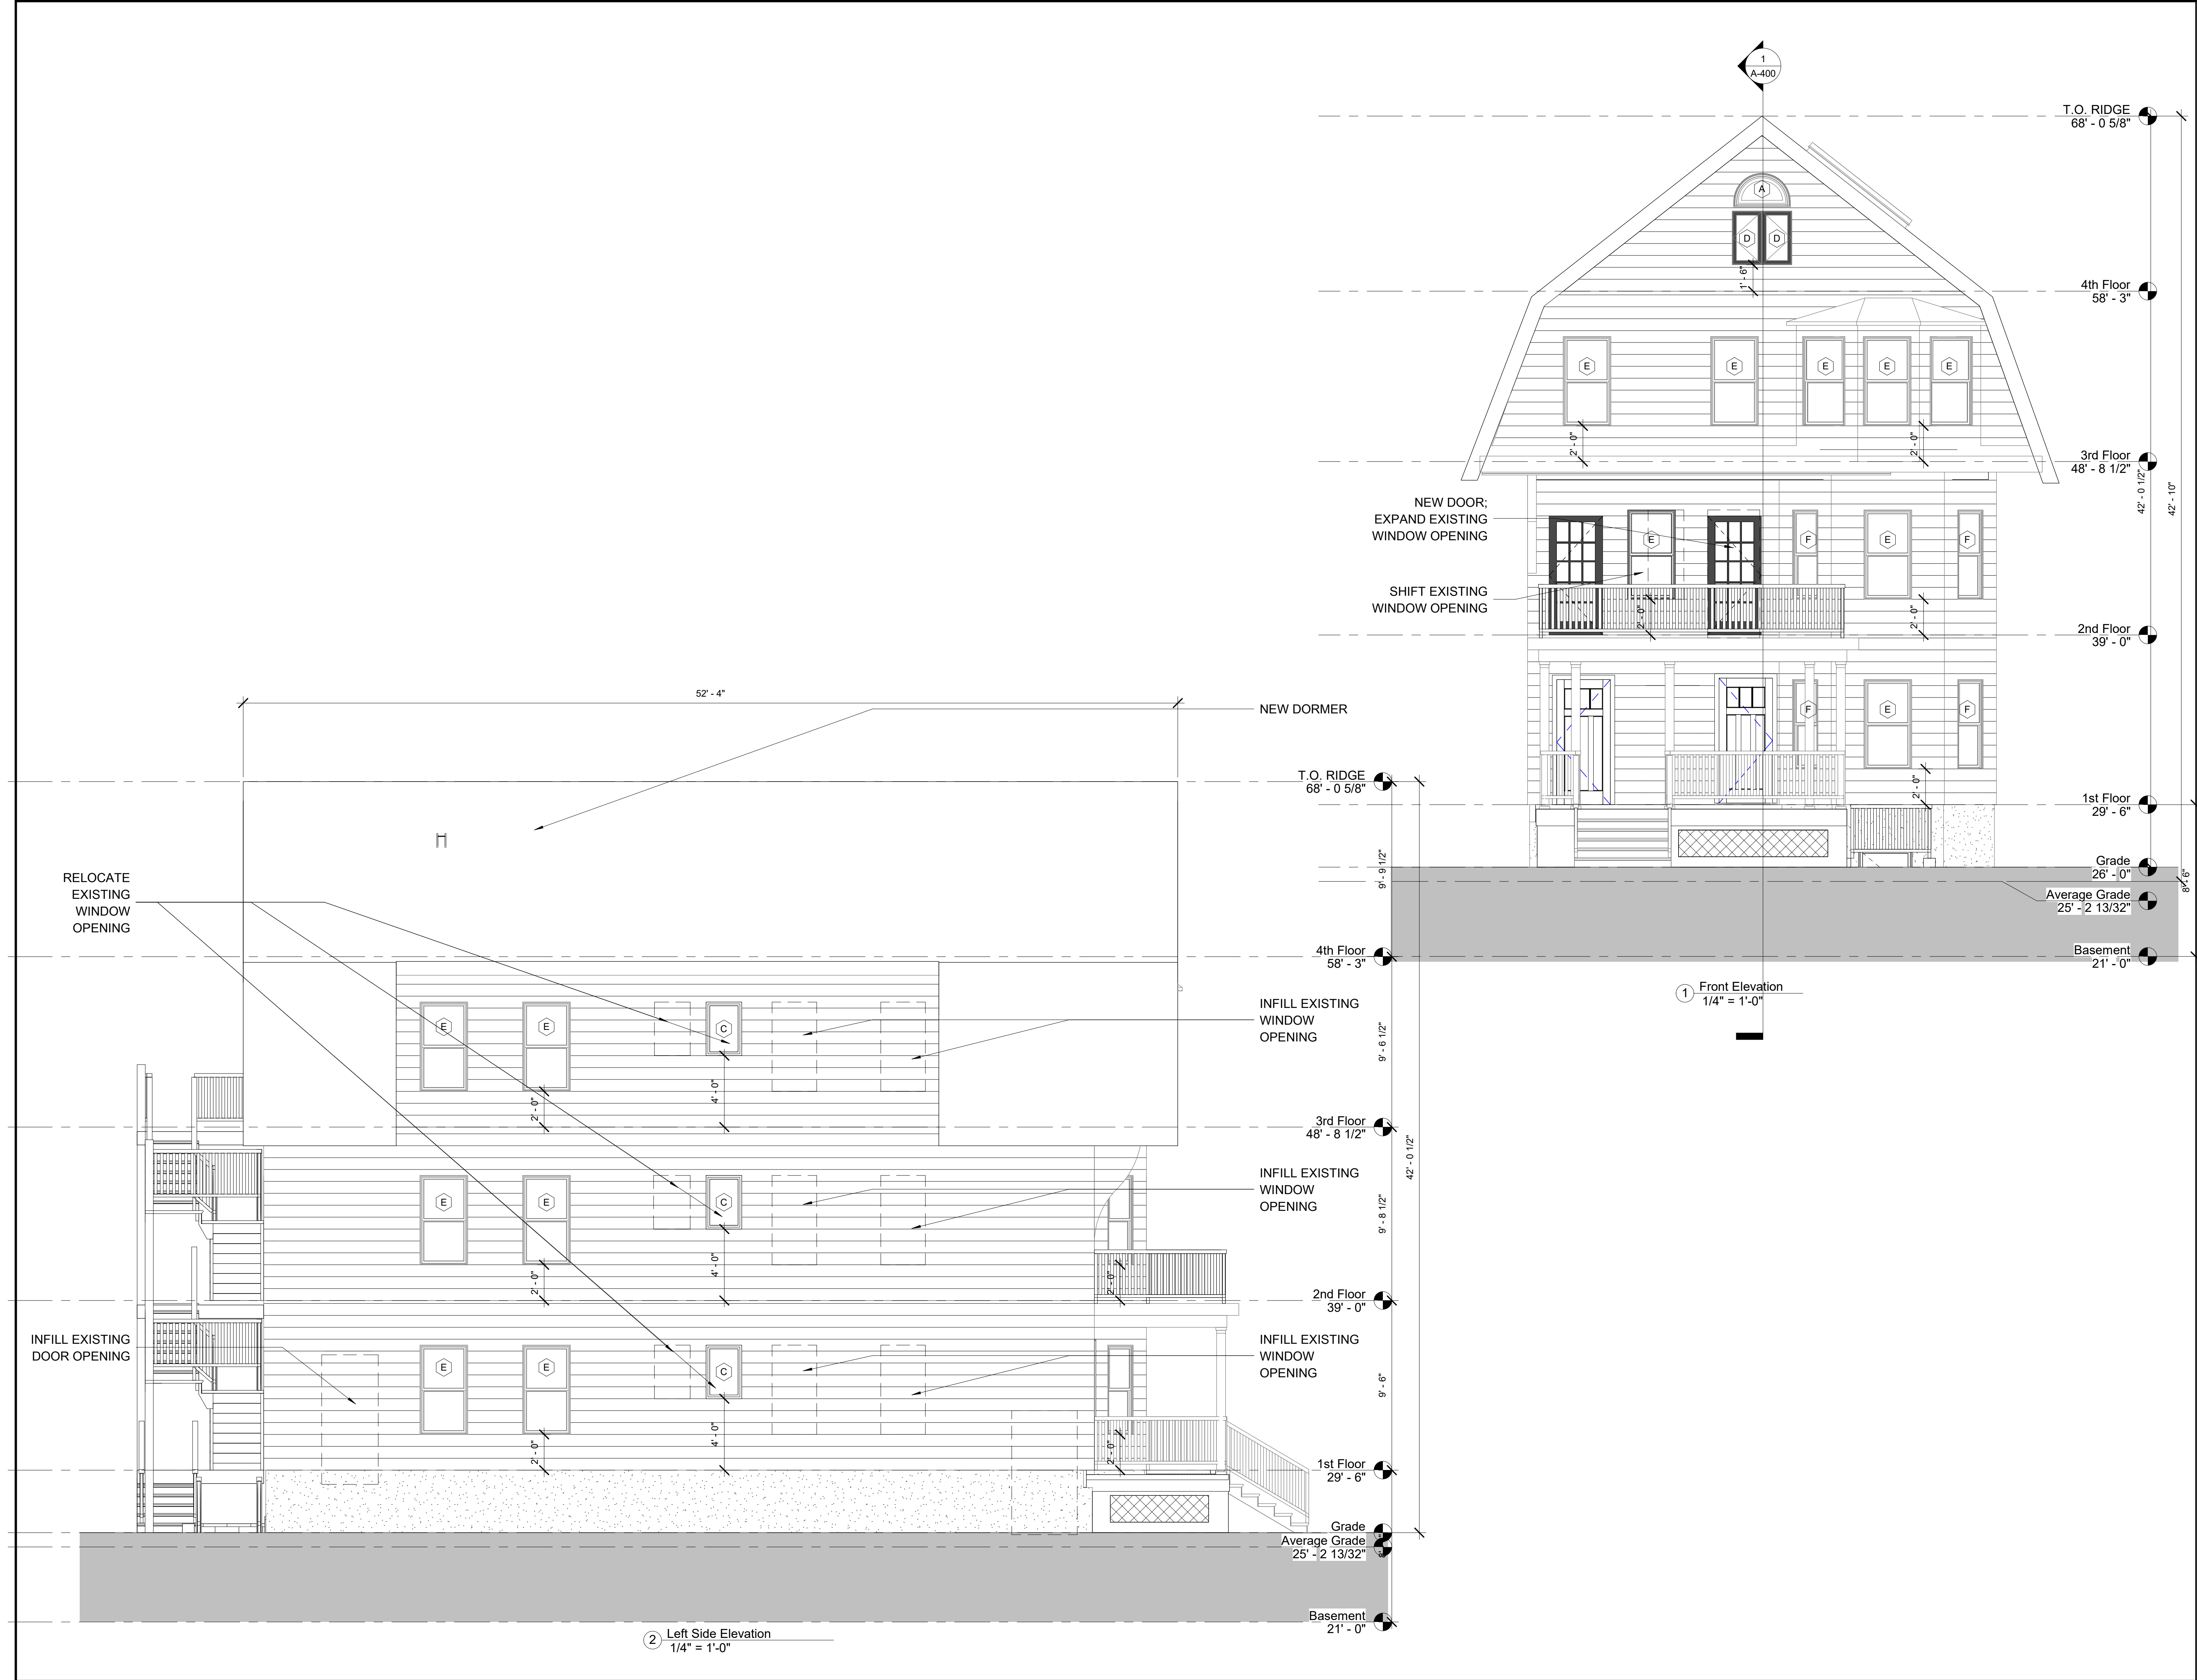 1
A-400
T.O. RIDGE
68' - 0 5/8"
A
D
D
1' - 6"
4th Floor
58' - 3"
E
E
E
E
E
2' - 0"
2' - 0"
3rd Floor
48' - 8 1/2"
42' - 0 1/2"
42' - 10"
NEW DOOR;
EXPAND EXISTING
WINDOW OPENING
E
F
E
F
SHIFT EXISTING
WINDOW OPENING
2' - 0"
2' - 0"
2nd Floor
39' - 0"
F
E
F
2' - 0"
1st Floor
29' - 6"
Grade
26' - 0"
8' - 6"
Average Grade
25' - 2 13/32"
Basement
21' - 0"
1
Front Elevation
1/4" = 1'-0"
52' - 4"
NEW DORMER
T.O. RIDGE
68' - 0 5/8"
9' - 9 1/2"
RELOCATE
EXISTING
WINDOW
OPENING
4th Floor
58' - 3"
E
E
C
INFILL EXISTING
WINDOW
OPENING
9' - 6 1/2"
2' - 0"
4' - 0"
3rd Floor
48' - 8 1/2"
42' - 0 1/2"
E
E
C
INFILL EXISTING
WINDOW
OPENING
9' - 8 1/2"
2' - 0"
4' - 0"
2' - 0"
2nd Floor
39' - 0"
INFILL EXISTING
DOOR OPENING
E
E
C
INFILL EXISTING
WINDOW
OPENING
9' - 6"
2' - 0"
4' - 0"
2' - 0"
1st Floor
29' - 6"
Grade
Average Grade
25' - 2 13/32"
Basement
21' - 0"
2
Left Side Elevation
1/4" = 1'-0"